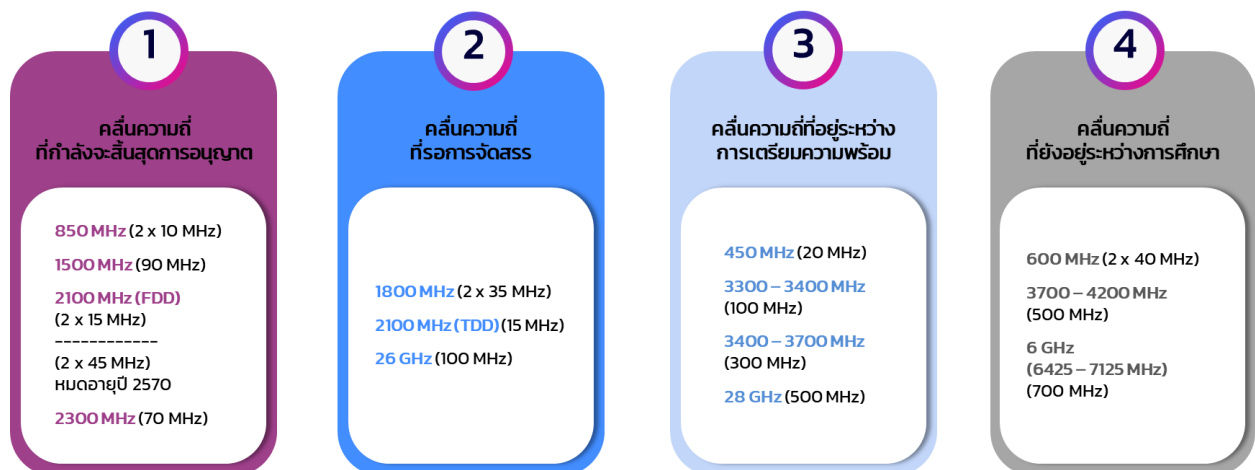 1
คลื่นความถี่
ที่กำลังจะสิ้นสุดการอนุญาต
850 MHz (2 x 10 MHz)
1500 MHz (90 MHz)
2100 MHz (FDD)
(2 x 15 MHz)
------------
(2 x 45 MHz)
หมดอายุปี 2570
2300 MHz (70 MHz)
2
คลื่นความถี่
ที่รอการจัดสรร
1800 MHz (2 x 35 MHz)
2100 MHz (TDD) (15 MHz)
26 GHz (100 MHz)
3
คลื่นความถี่ที่อยู่ระหว่าง
การเตรียมความพร้อม
450 MHz (20 MHz)
3300 – 3400 MHz
(100 MHz)
3400 – 3700 MHz
(300 MHz)
28 GHz (500 MHz)
4
คลื่นความถี่
ที่ยังอยู่ระหว่างการศึกษา
600 MHz (2 x 40 MHz)
3700 – 4200 MHz
(500 MHz)
6 GHz
(6425 – 7125 MHz)
(700 MHz)